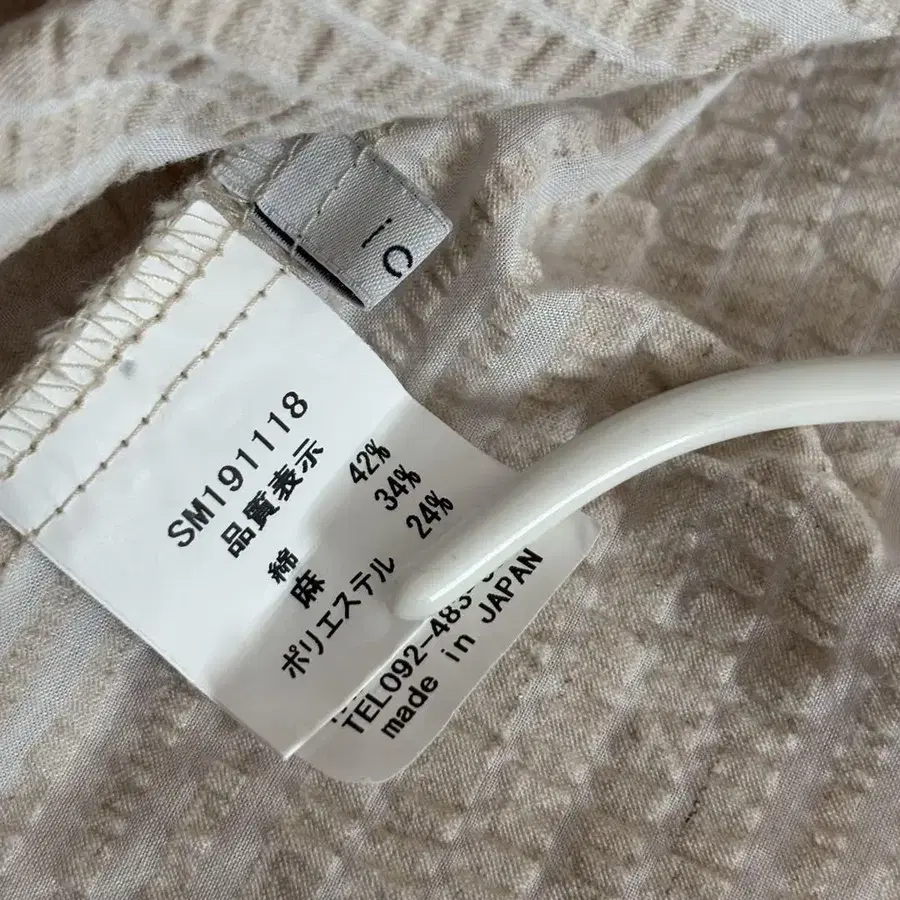 SM191118
品質表示
綿 42%
麻 34%
ポリエステル 24%
TEL092-483-
made in JAPAN